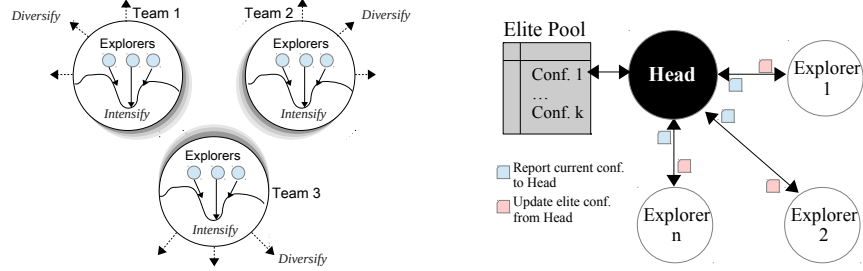 Team 1
Diversify
Explorers
Intensify
Team 2
Diversify
Explorers
Intensify
Explorers
Team 3
Intensify
Diversify
Elite Pool
Conf. 1
...
Conf. k
Head
Explorer
1
Report current conf.
to Head
Update elite conf.
from Head
Explorer
n
Explorer
2